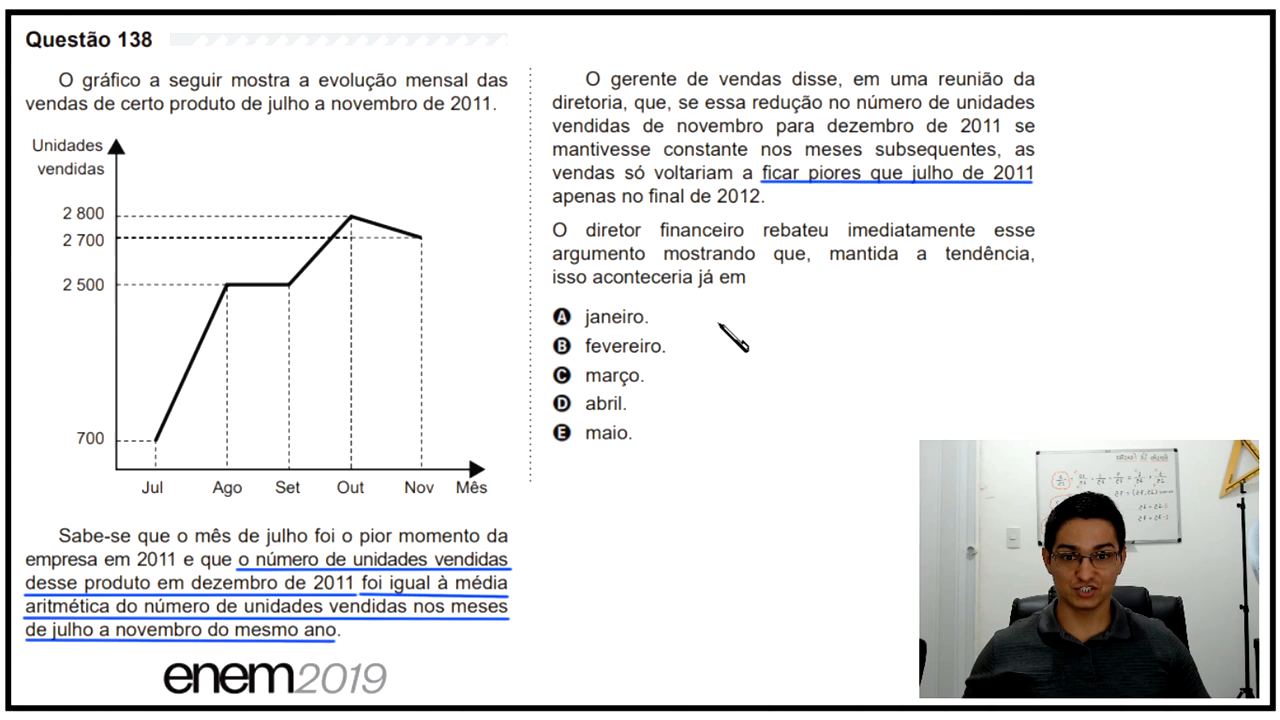 Questão 138
O gráfico a seguir mostra a evolução mensal das
vendas de certo produto de julho a novembro de 2011.
Unidades
vendidas
2 800
2 700
2 500
700
Jul Ago Set Out Nov Mês
Sabe-se que o mês de julho foi o pior momento da
empresa em 2011 e que o número de unidades vendidas
desse produto em dezembro de 2011 foi igual à média
aritmética do número de unidades vendidas nos meses
de julho a novembro do mesmo ano.
enem2019
O gerente de vendas disse, em uma reunião da
diretoria, que, se essa redução no número de unidades
vendidas de novembro para dezembro de 2011 se
mantivesse constante nos meses subsequentes, as
vendas só voltariam a ficar piores que julho de 2011
apenas no final de 2012.
O diretor financeiro rebateu imediatamente esse
argumento mostrando que, mantida a tendência,
isso aconteceria já em
A janeiro.
B fevereiro.
C março.
D abril.
E maio.